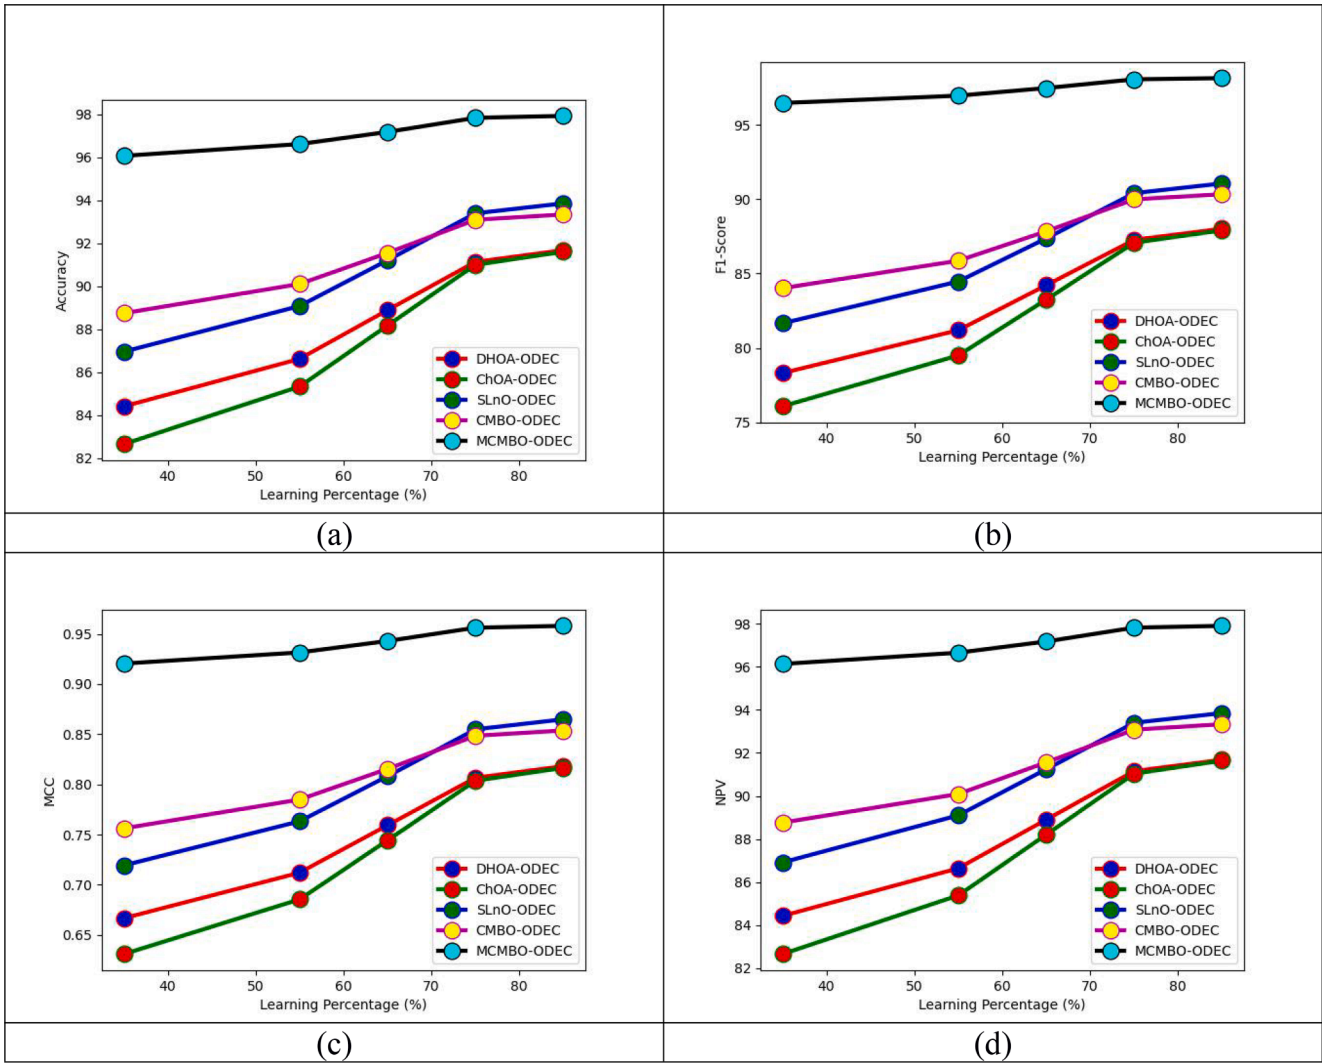 98
96
94
92
90
88
86
84
82
Accuracy
40 50 60 70 80
Learning Percentage (%)
DHOA-ODEC
ChOA-ODEC
SLnO-ODEC
CMBO-ODEC
MCMBO-ODEC
95
90
85
80
75
F1-Score
40 50 60 70 80
Learning Percentage (%)
DHOA-ODEC
ChOA-ODEC
SLnO-ODEC
CMBO-ODEC
MCMBO-ODEC
(a)
(b)
0.95
0.90
0.85
0.80
0.75
0.70
0.65
MCC
40 50 60 70 80
Learning Percentage (%)
DHOA-ODEC
ChOA-ODEC
SLnO-ODEC
CMBO-ODEC
MCMBO-ODEC
98
96
94
92
90
88
86
84
82
NPV
40 50 60 70 80
Learning Percentage (%)
DHOA-ODEC
ChOA-ODEC
SLnO-ODEC
CMBO-ODEC
MCMBO-ODEC
(c)
(d)